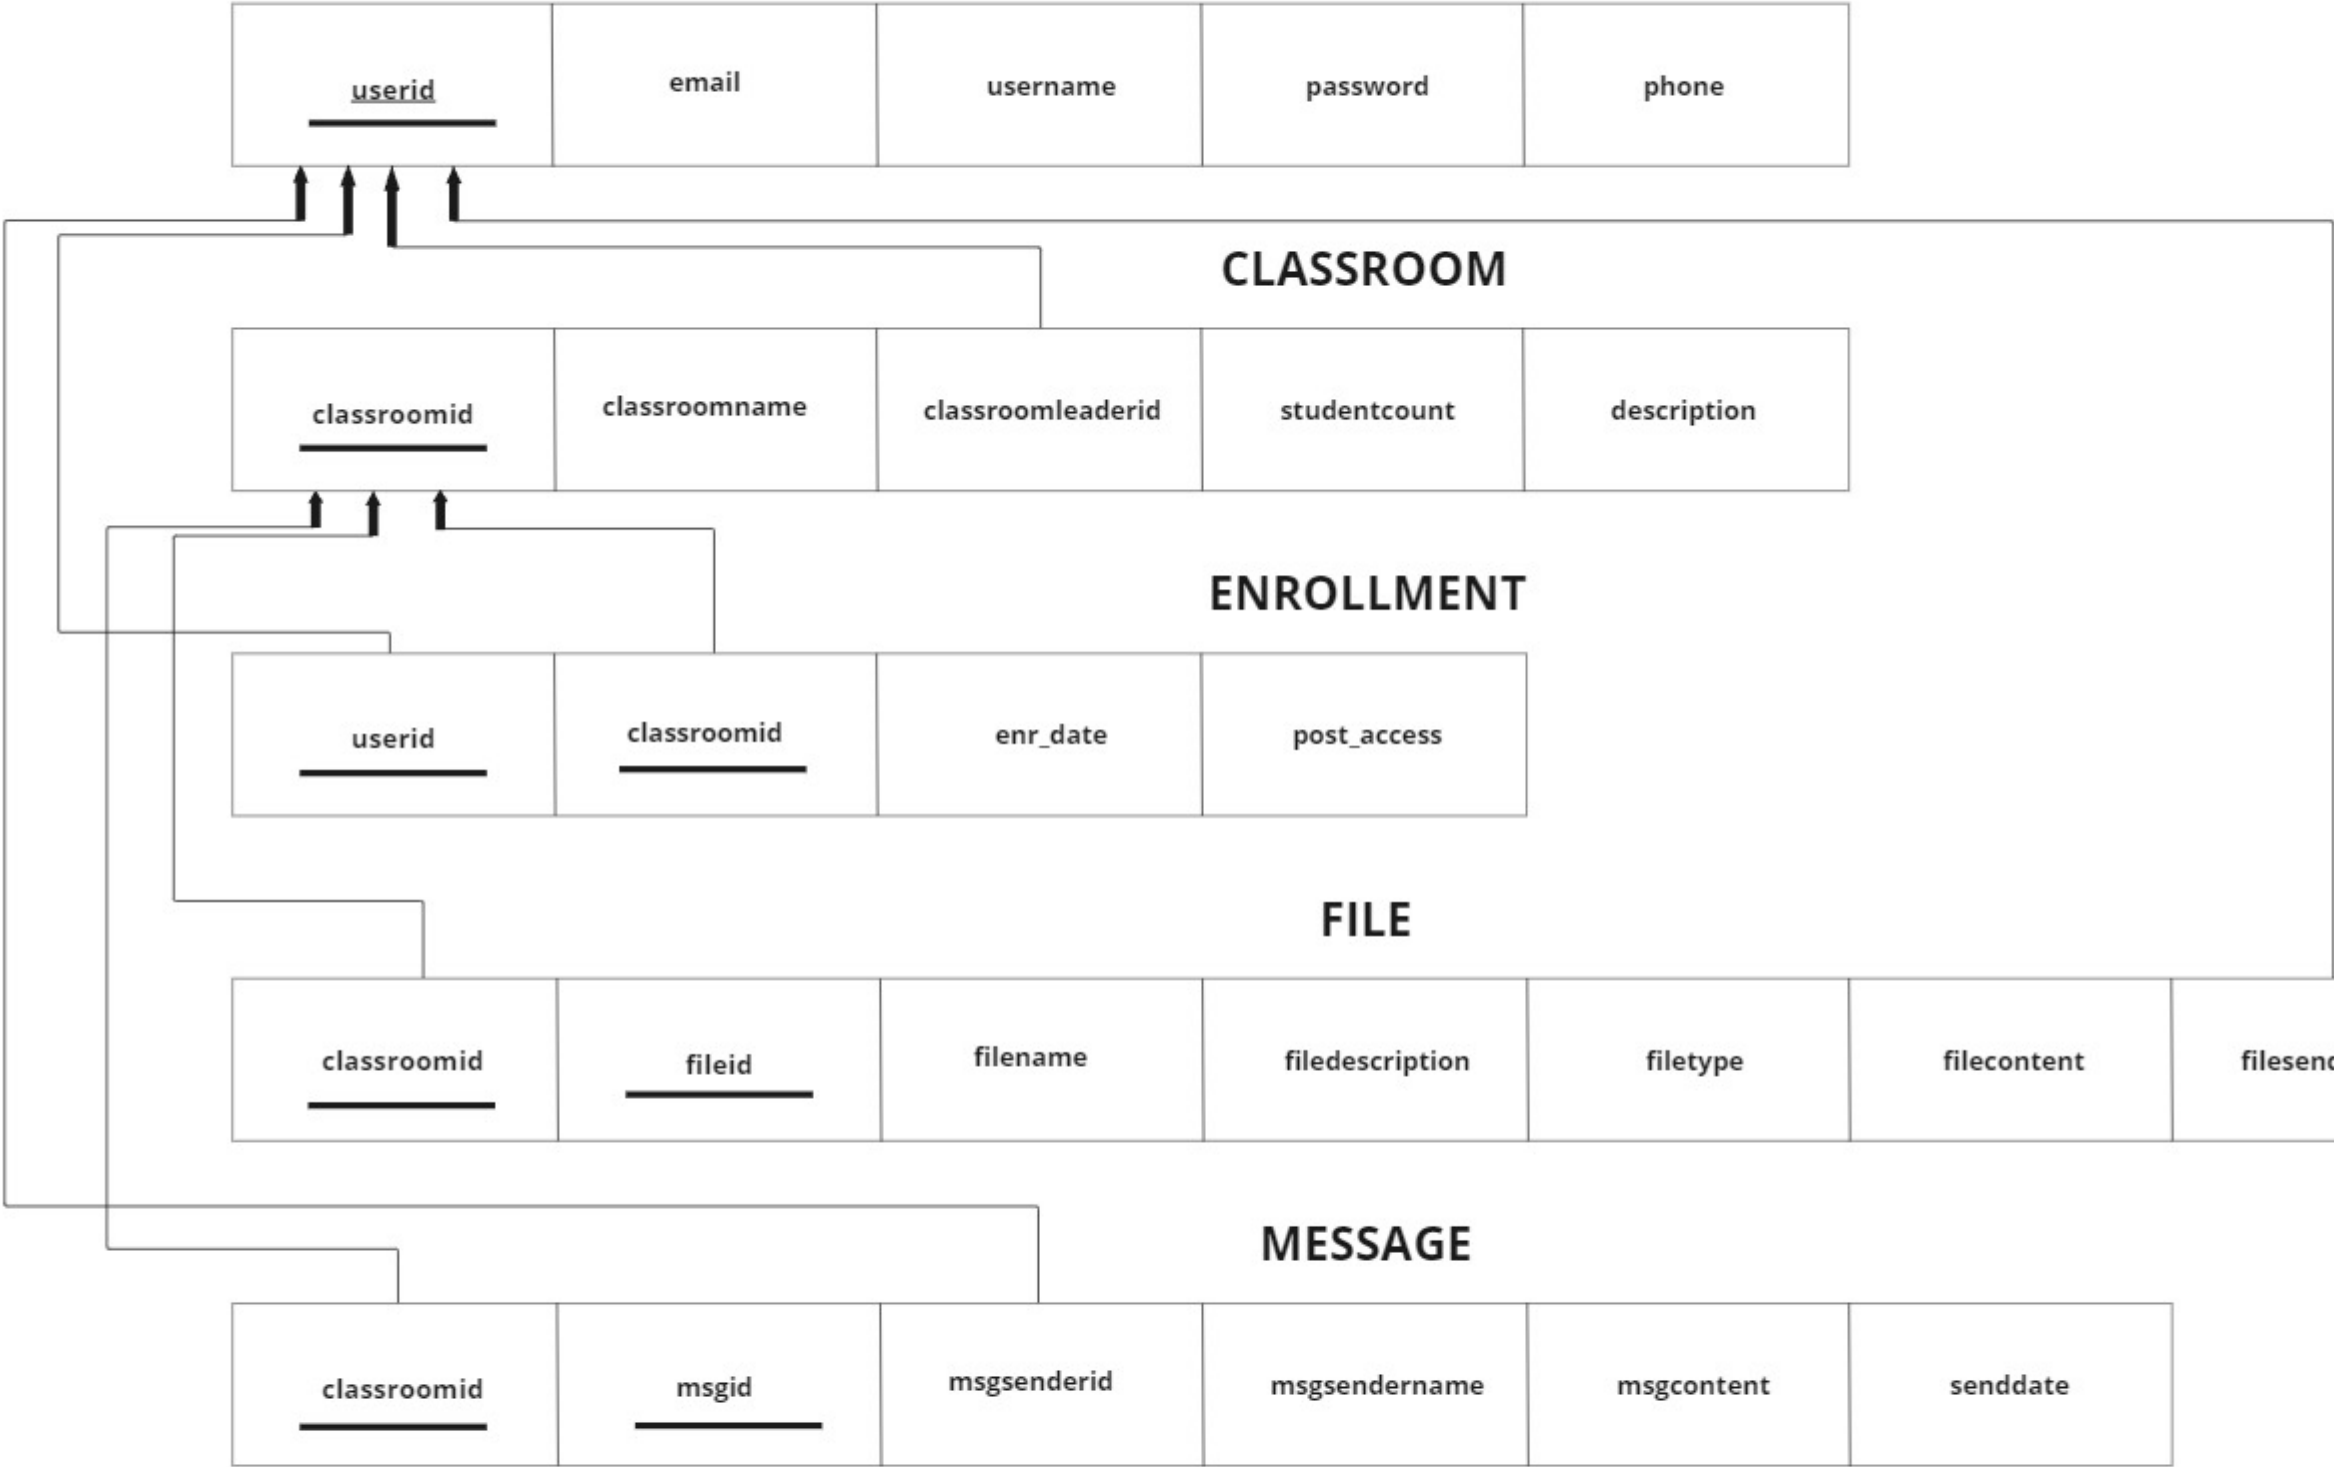 userid email username password phone
CLASSROOM
classroomid classroomname classroomleaderid studentcount description
ENROLLMENT
userid classroomid enr_date post_access
FILE
classroomid fileid filename filedescription filetype filecontent
MESSAGE
classroomid msgid msgsenderid msgsendername msgcontent senddate